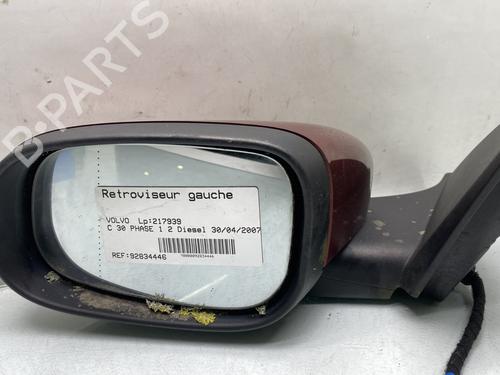 B-PARTS
Retroviseur gauche
VOLVO Lp:217939
C 30 PHASE 1 2 Diesel 30/04/2007
REF:92834446